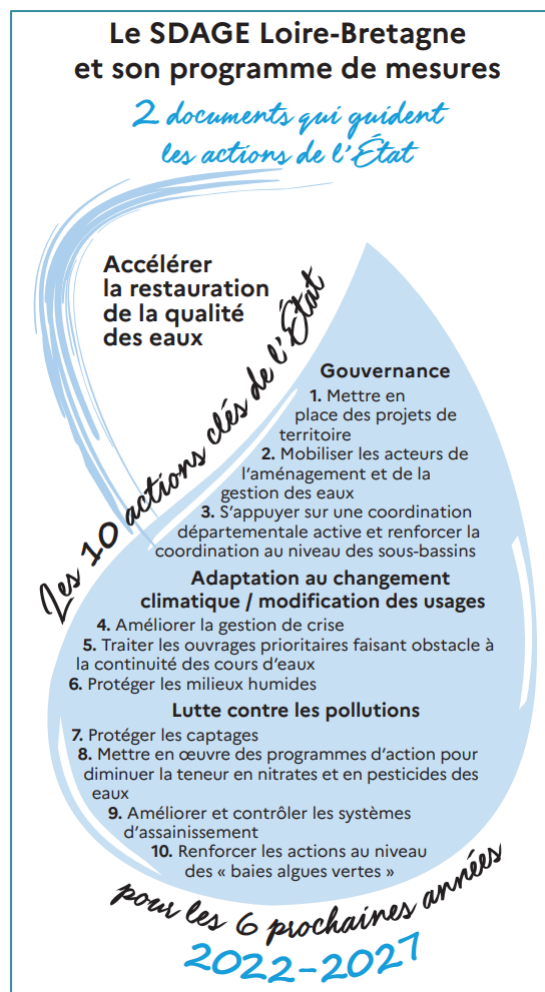 Le SDAGE Loire-Bretagne
et son programme de mesures
2 documents qui guident
les actions de l'État
Accélérer
la restauration
de la qualité
des eaux
Les 10 actions clés de l'État
Gouvernance
1. Mettre en
place des projets de
territoire
2. Mobiliser les acteurs de
l'aménagement et de la
gestion des eaux
3. S'appuyer sur une coordination
départementale active et renforcer la
coordination au niveau des sous-bassins
Adaptation au changement
climatique / modification des usages
4. Améliorer la gestion de crise
5. Traiter les ouvrages prioritaires faisant obstacle à
la continuité des cours d'eaux
6. Protéger les milieux humides
Lutte contre les pollutions
7. Protéger les captages
8. Mettre en œuvre des programmes d'action pour
diminuer la teneur en nitrates et en pesticides des
eaux
9. Améliorer et contrôler les systèmes
d'assainissement
10. Renforcer les actions au niveau
des « baies algues vertes »
pour les 6 prochaines années
2022-2027